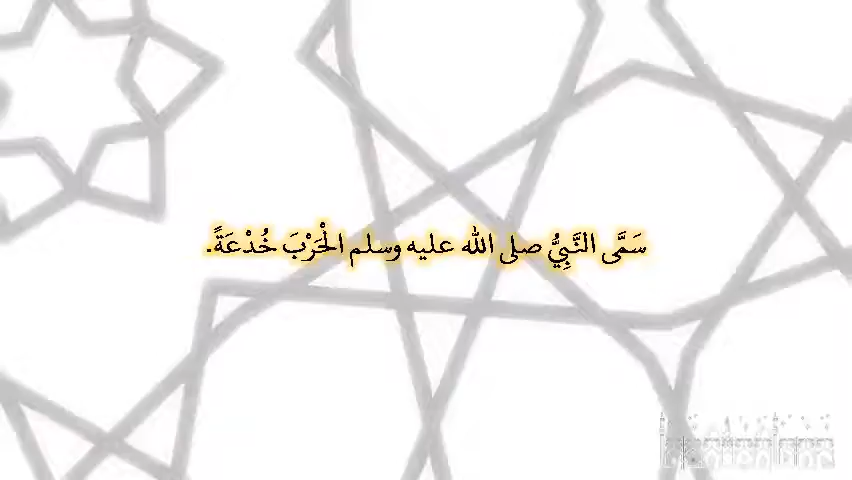 سَمَّى النَّبِيُّ صلى الله عليه وسلم الْحَرْبَ خُدْعَةً.